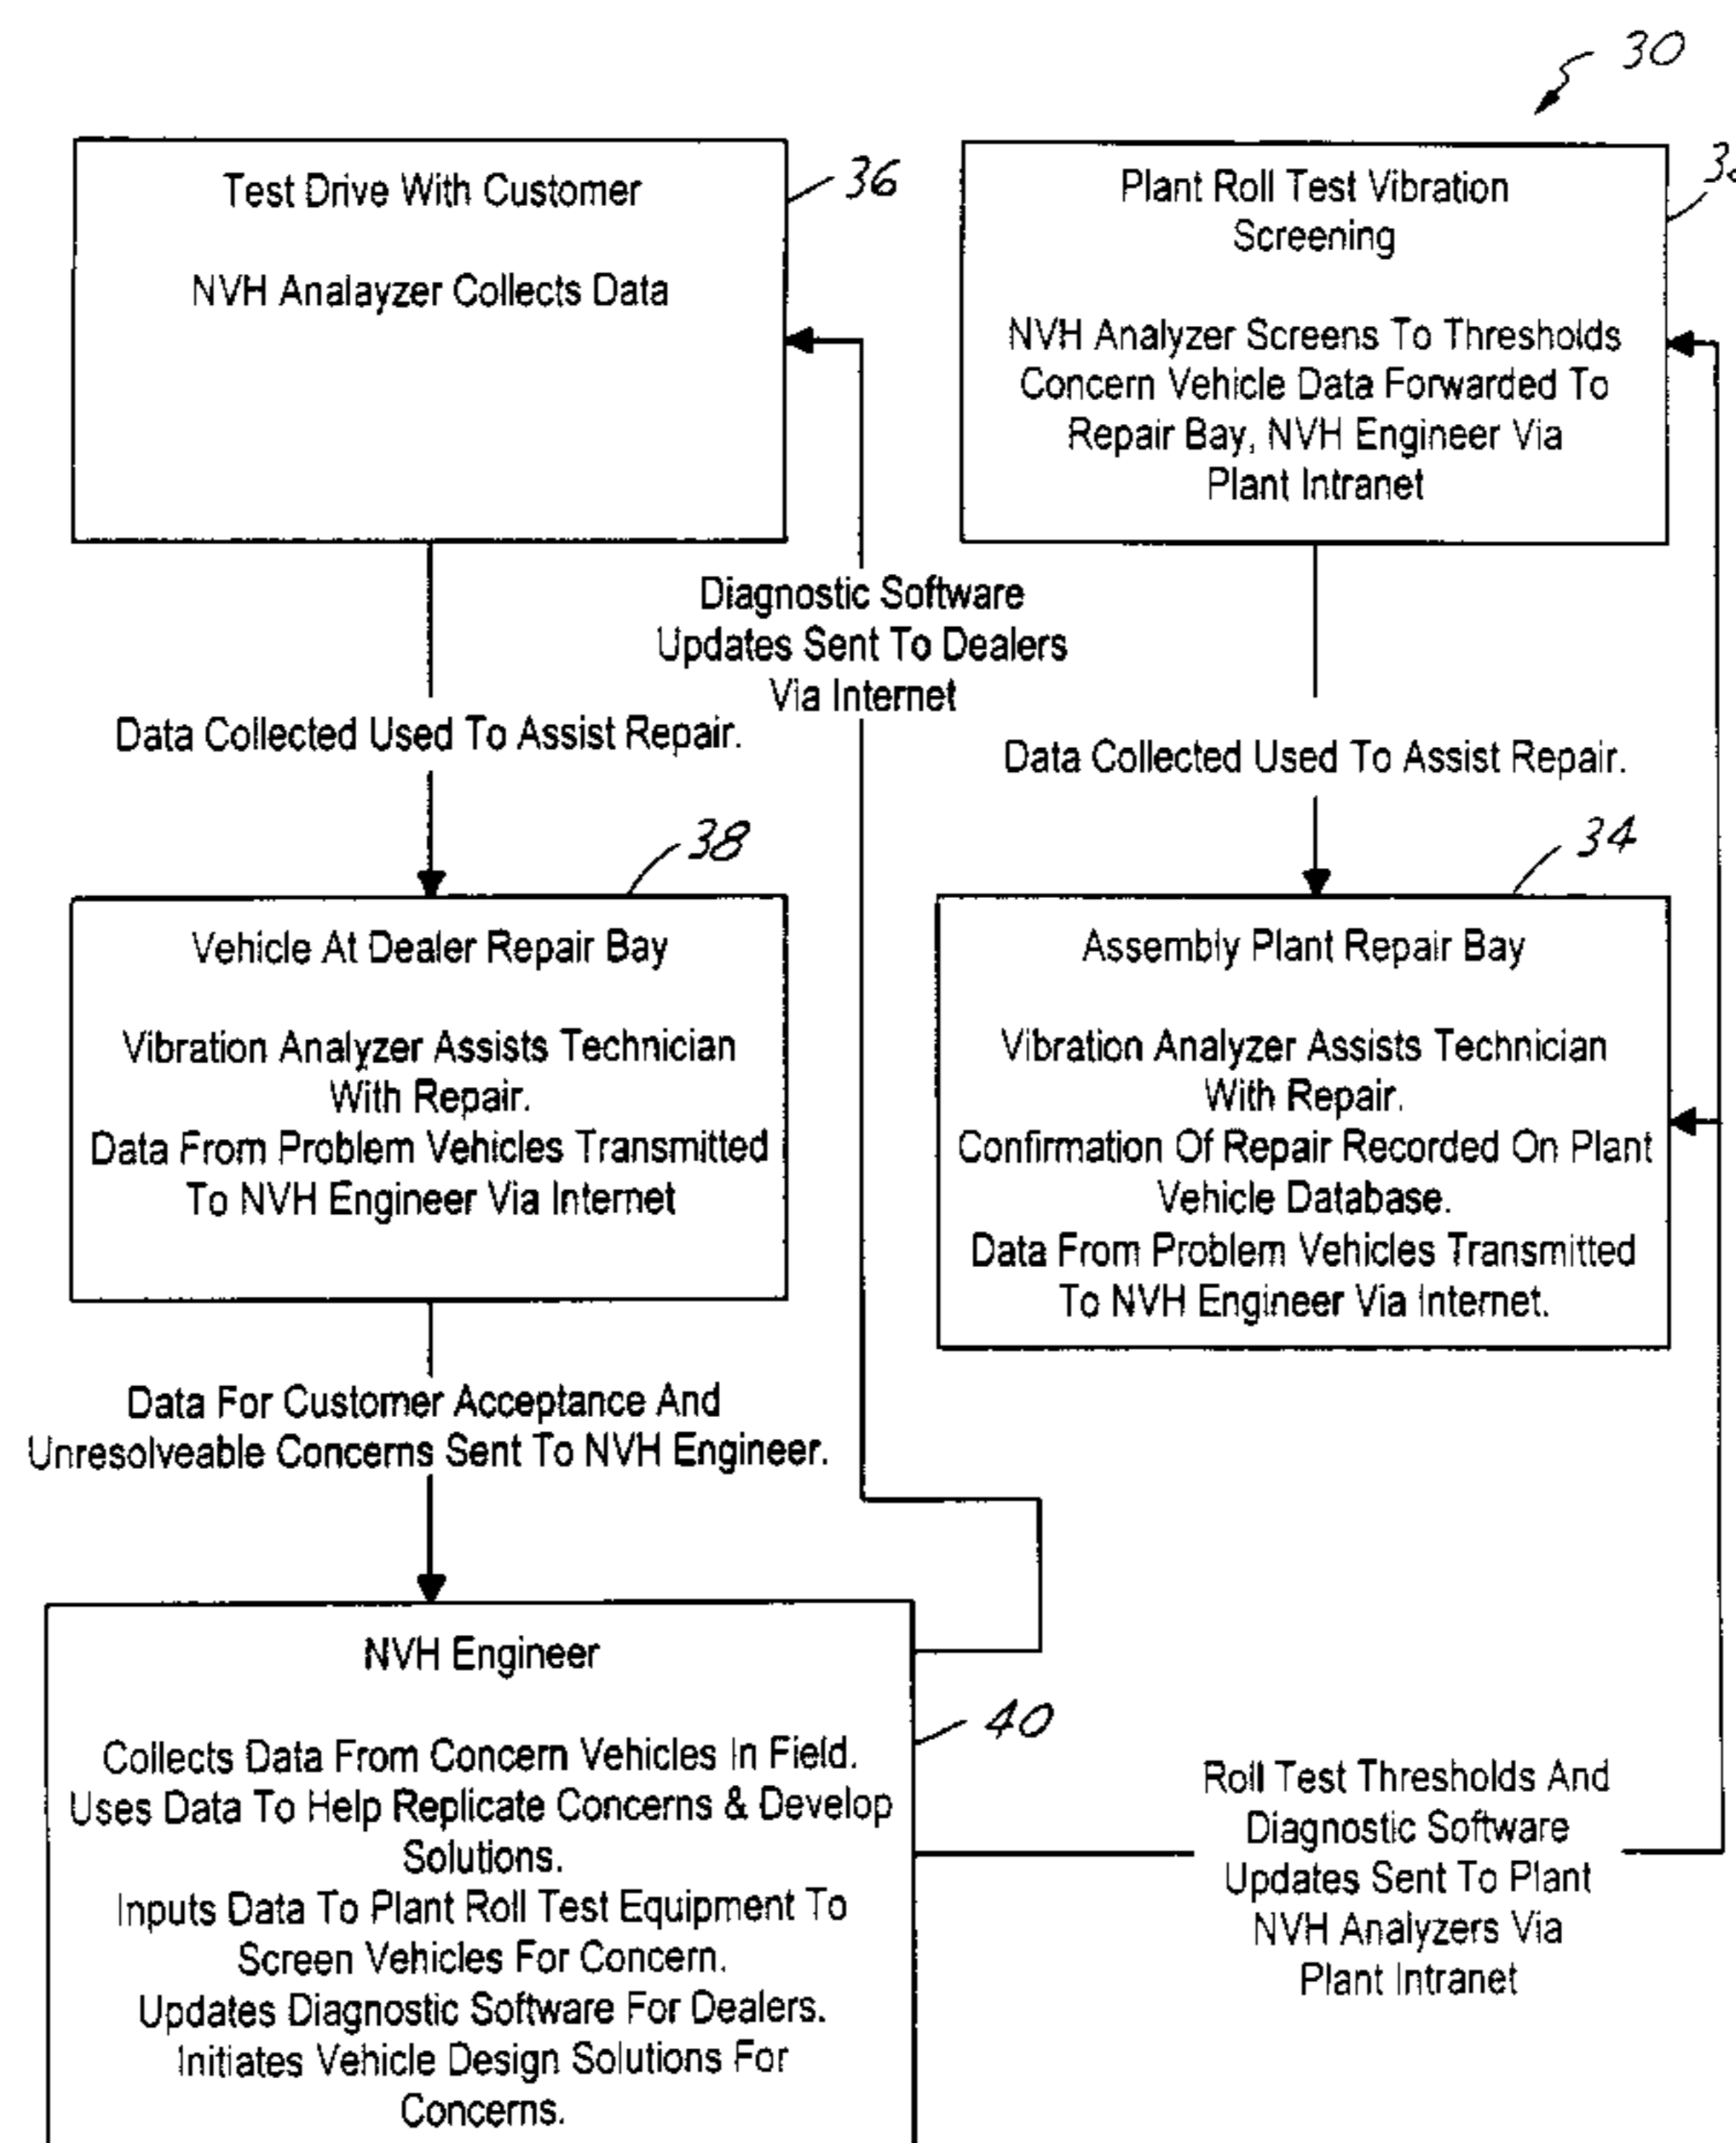 30
Test Drive With Customer
NVH Analayzer Collects Data
36
Plant Roll Test Vibration
Screening
NVH Analyzer Screens To Thresholds
Concern Vehicle Data Forwarded To
Repair Bay, NVH Engineer Via
Plant Intranet
Diagnostic Software
Updates Sent To Dealers
Via Internet
Data Collected Used To Assist Repair.
Data Collected Used To Assist Repair.
38
Vehicle At Dealer Repair Bay
Vibration Analyzer Assists Technician
With Repair.
Data From Problem Vehicles Transmitted
To NVH Engineer Via Internet
34
Assembly Plant Repair Bay
Vibration Analyzer Assists Technician
With Repair.
Confirmation Of Repair Recorded On Plant
Vehicle Database.
Data From Problem Vehicles Transmitted
To NVH Engineer Via Internet.
Data For Customer Acceptance And
Unresolveable Concerns Sent To NVH Engineer.
NVH Engineer
Collects Data From Concern Vehicles In Field.
Uses Data To Help Replicate Concerns & Develop
Solutions.
Inputs Data To Plant Roll Test Equipment To
Screen Vehicles For Concern.
Updates Diagnostic Software For Dealers.
Initiates Vehicle Design Solutions For
Concerns.
40
Roll Test Thresholds And
Diagnostic Software
Updates Sent To Plant
NVH Analyzers Via
Plant Intranet